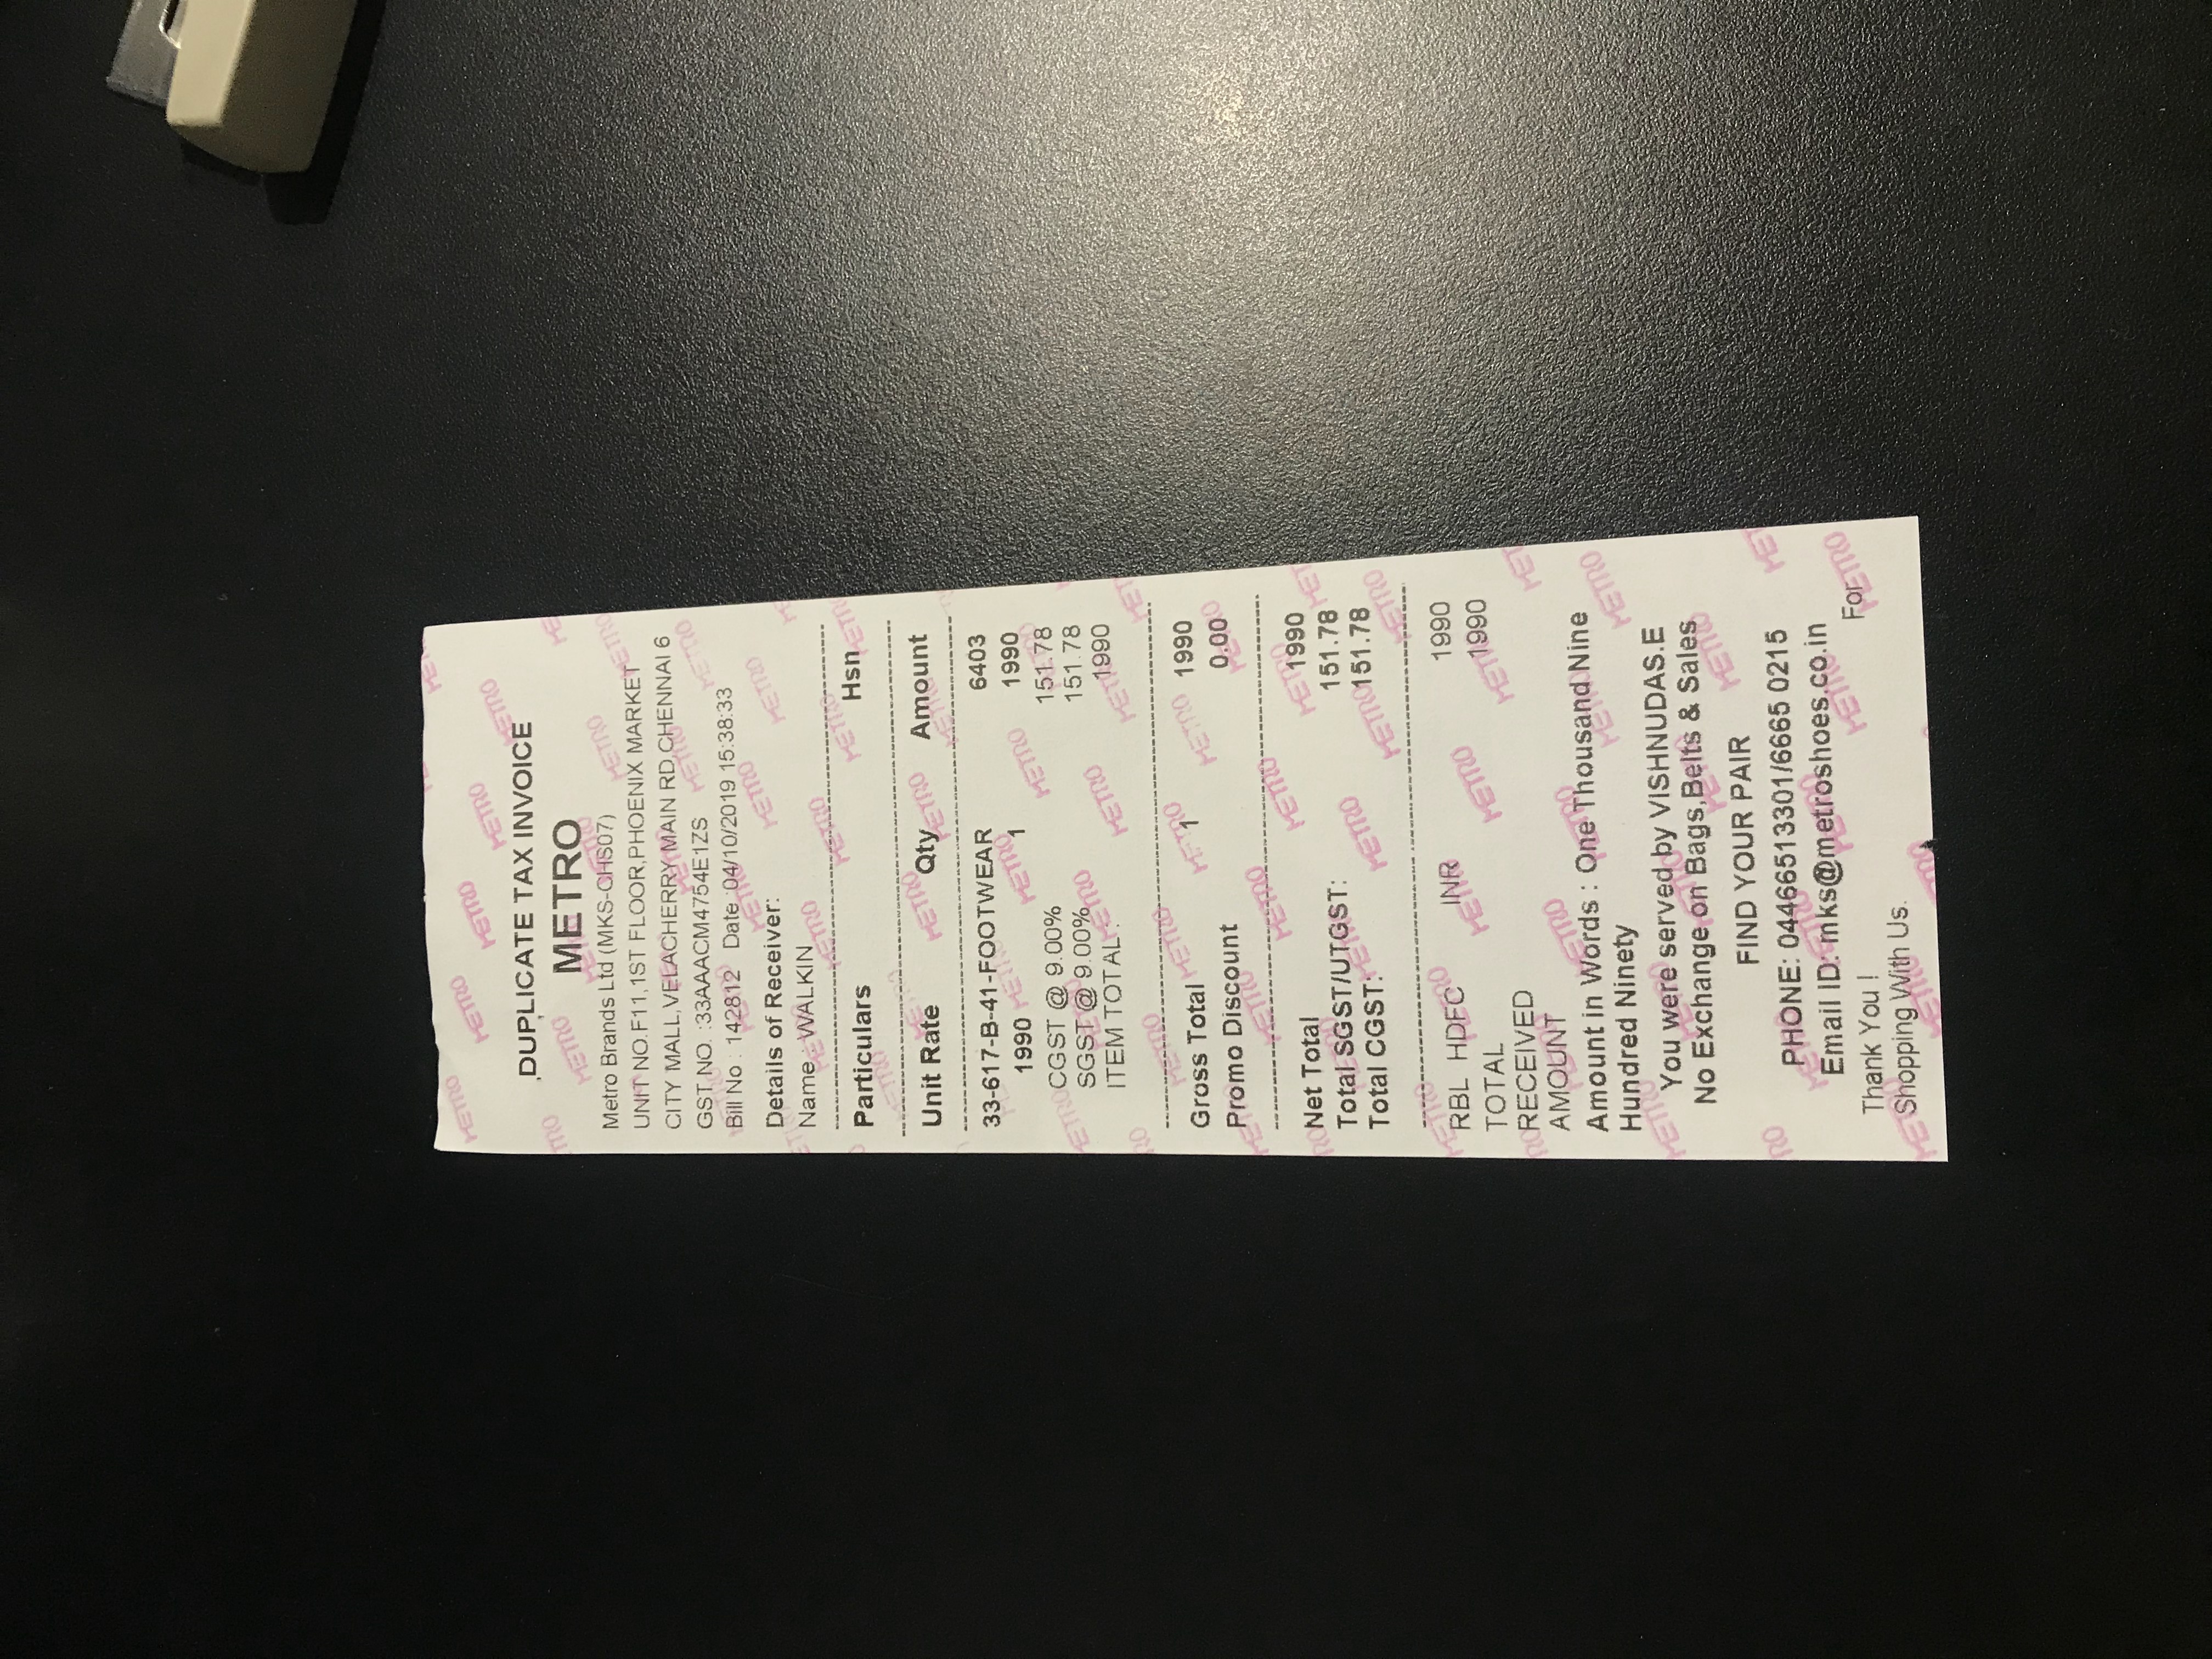 DUPLICATE TAX INVOICE
METRO
Metro Brands Ltd (MKS-CHS07)
UNIT NO.F11,1ST FLOOR,PHOENIX MARKET
CITY MALL,VELACHERRY MAIN RD,CHENNAI 6
GST NO. :33AAACM4754E1ZS
Bill No : 142812 Date :04/10/2019 15:38:33
Details of Receiver:
Name : WALKIN
Particulars Hsn
Unit Rate Qty Amount
33-617-B-41-FOOTWEAR 6403
1990 1 1990
CGST @ 9.00% 151.78
SGST @ 9.00% 151.78
ITEM TOTAL : 1990
Gross Total 1 1990
Promo Discount 0.00
Net Total 1990
Total SGST/UTGST: 151.78
Total CGST: 151.78
RBL HDFC INR 1990
TOTAL 1990
RECEIVED
AMOUNT
Amount in Words : One Thousand Nine
Hundred Ninety
You were served by VISHNUDAS.E
No Exchange on Bags,Belts & Sales
FIND YOUR PAIR
PHONE: 04466513301/6665 0215
Email ID: mks@metroshoes.co.in
Thank You ! For
Shopping With Us.